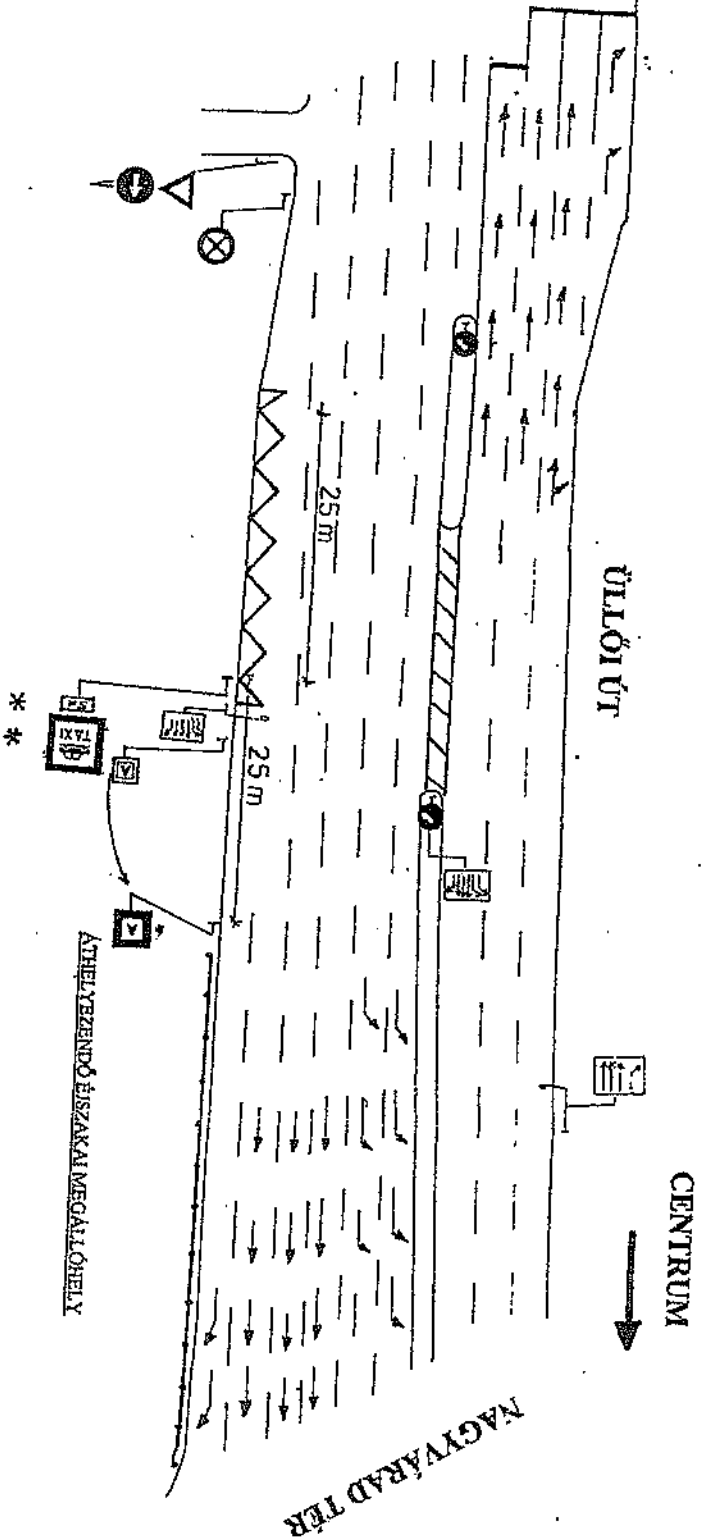 ÜLLŐI ÚT
CENTRUM
25 m
25 m
TAXI
A
A
* *
ÁTHELYEZENDŐ ÉJSZAKAI MEGÁLLÓHELY
NAGYVÁRAD TÉR